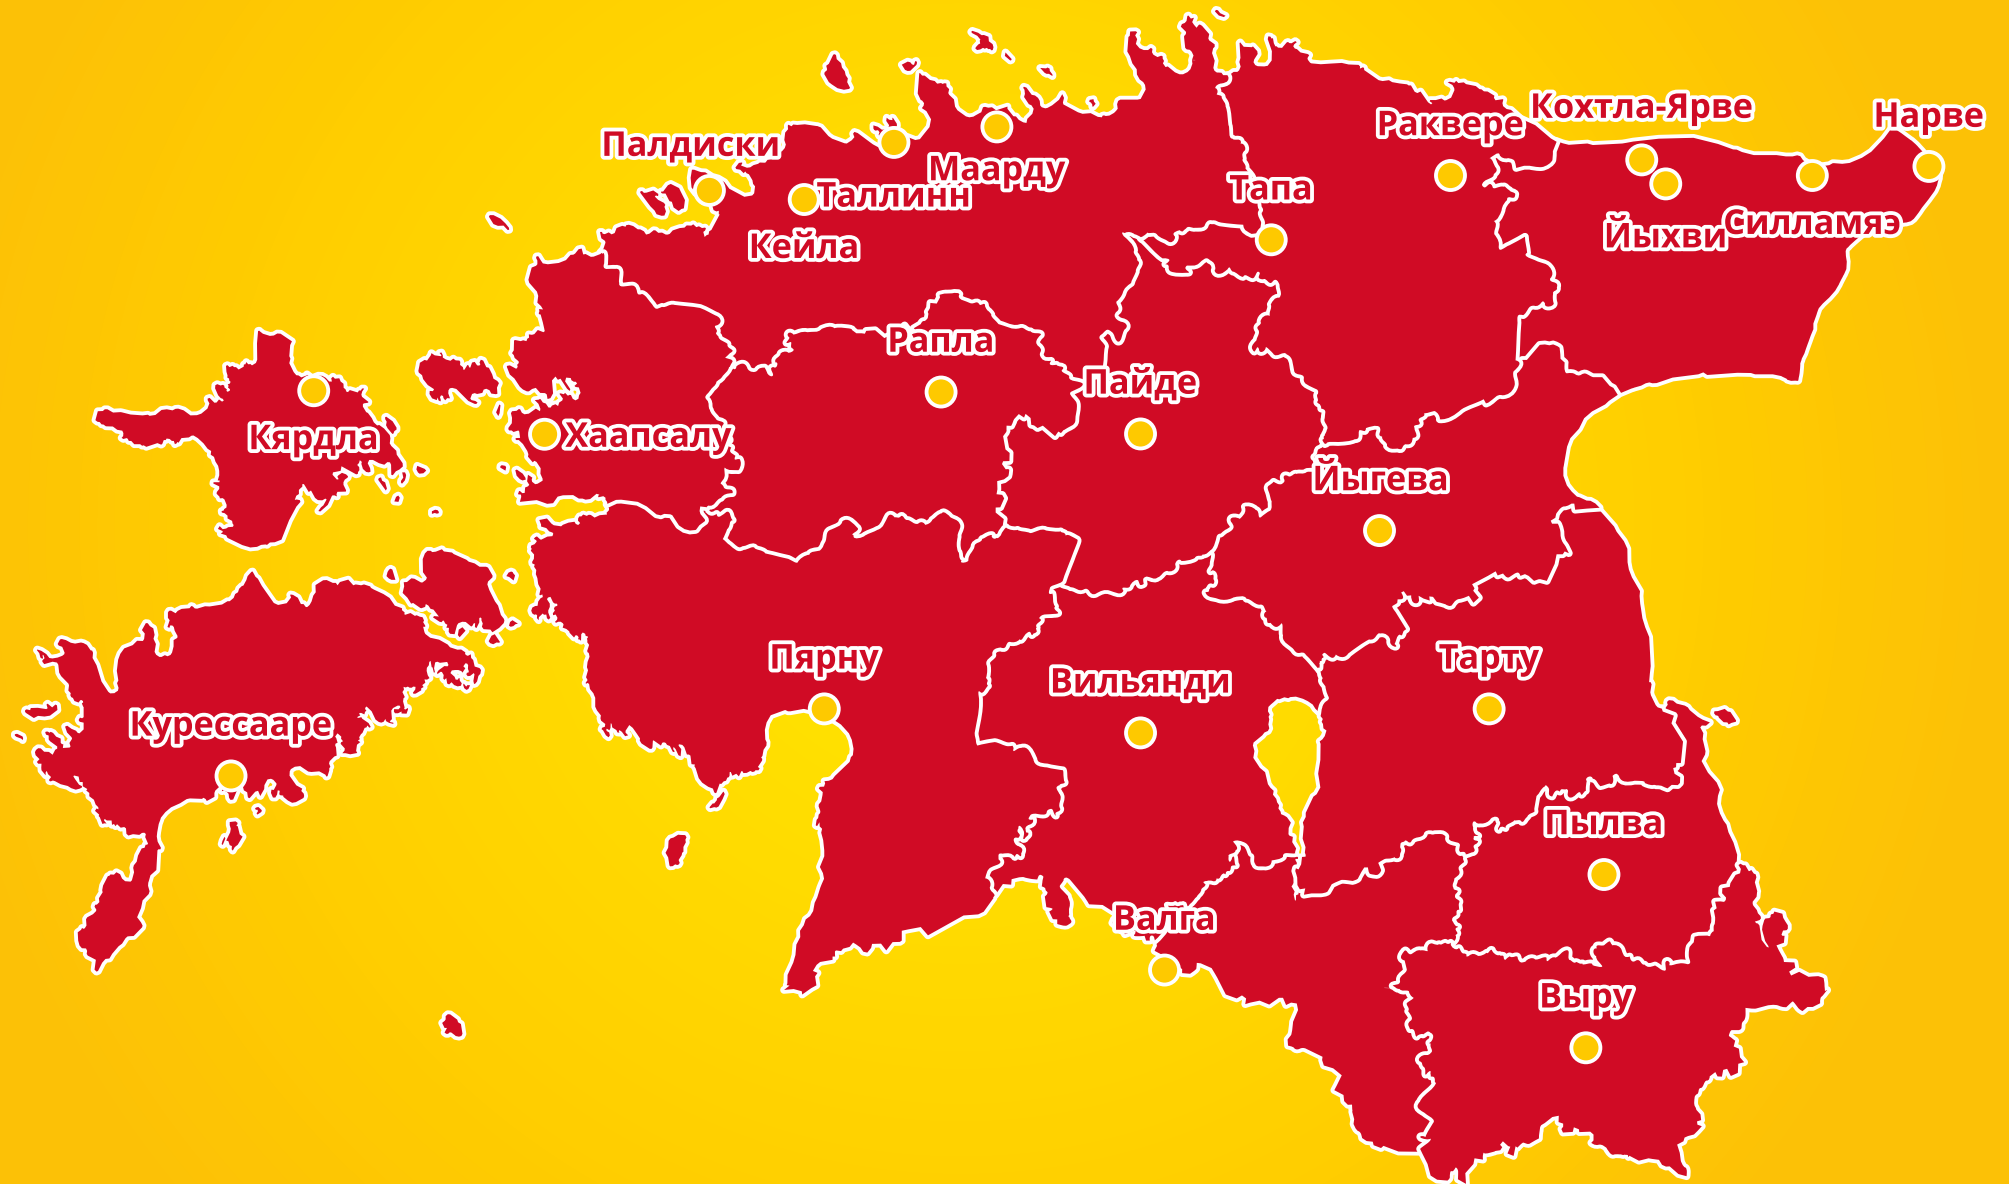 Кохтла-Ярве
Нарве
Раквере
Палдиски
Маарду
Таллинн
Тапа
Силламяэ
Йыхви
Кейла
Рапла
Пайде
Хаапсалу
Кярдла
Йыгева
Пярну
Тарту
Вильянди
Курессааре
Пылва
Валга
Выру